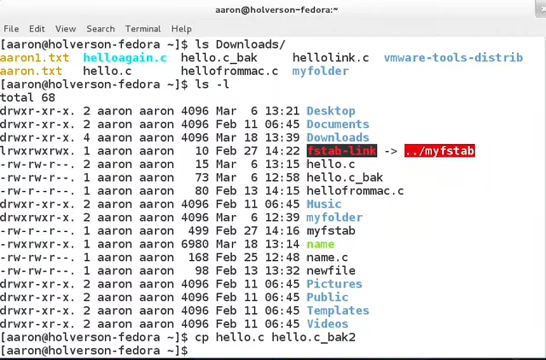 aaron@holverson-fedora:~
File Edit View Search Terminal Help
[aaron@holverson-fedora ~]$ ls Downloads/
aaron1.txt helloagain.c hello.c_bak hellolink.c vmware-tools-distrib
aaron.txt hello.c hellofrommac.c myfolder
[aaron@holverson-fedora ~]$ ls -l
total 68
drwxr-xr-x. 2 aaron aaron 4096 Mar 6 13:21 Desktop
drwxr-xr-x. 2 aaron aaron 4096 Feb 11 06:45 Documents
drwxr-xr-x. 4 aaron aaron 4096 Mar 18 13:39 Downloads
lrwxrwxrwx. 1 aaron aaron 10 Feb 27 14:22 fstab-link -> ../myfstab
-rw-rw-r--. 2 aaron aaron 15 Mar 6 13:15 hello.c
-rw-rw-r--. 1 aaron aaron 73 Mar 6 12:58 hello.c_bak
-rw-rw-r--. 1 aaron aaron 80 Feb 13 14:15 hellofrommac.c
drwxr-xr-x. 2 aaron aaron 4096 Feb 11 06:45 Music
drwxrwxr-x. 2 aaron aaron 4096 Mar 6 12:39 myfolder
-rw-rw-r--. 1 aaron aaron 499 Feb 27 14:16 myfstab
-rwxrwxr-x. 1 aaron aaron 6980 Mar 18 13:14 name
-rw-rw-r--. 1 aaron aaron 168 Feb 25 12:48 name.c
-rw-rw-r--. 1 aaron aaron 98 Feb 13 13:32 newfile
drwxr-xr-x. 2 aaron aaron 4096 Feb 11 06:45 Pictures
drwxr-xr-x. 2 aaron aaron 4096 Feb 11 06:45 Public
drwxr-xr-x. 2 aaron aaron 4096 Feb 11 06:45 Templates
drwxr-xr-x. 2 aaron aaron 4096 Feb 11 06:45 Videos
[aaron@holverson-fedora ~]$ cp hello.c hello.c_bak2
[aaron@holverson-fedora ~]$